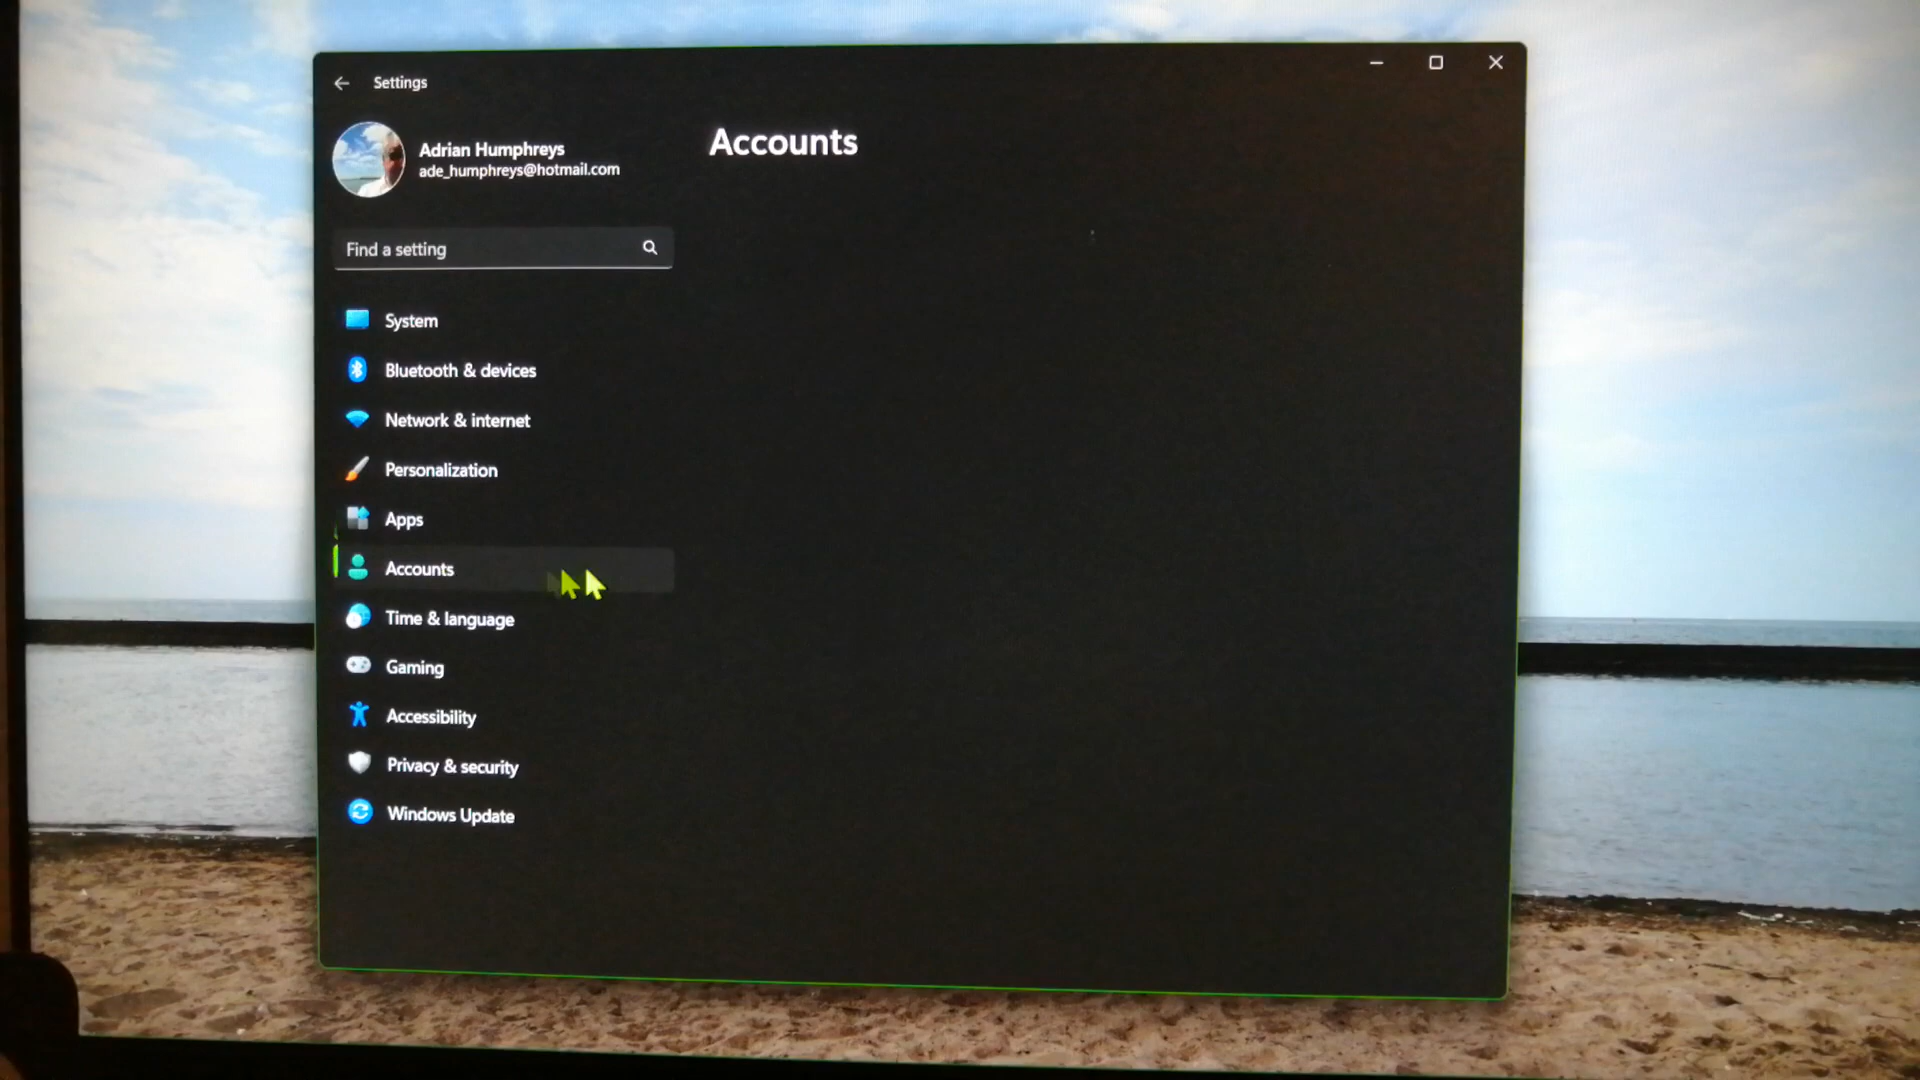 Settings
Adrian Humphreys
ade_humphreys@hotmail.com
Find a setting
System
Bluetooth & devices
Network & internet
Personalization
Apps
Accounts
Time & language
Gaming
Accessibility
Privacy & security
Windows Update
Accounts